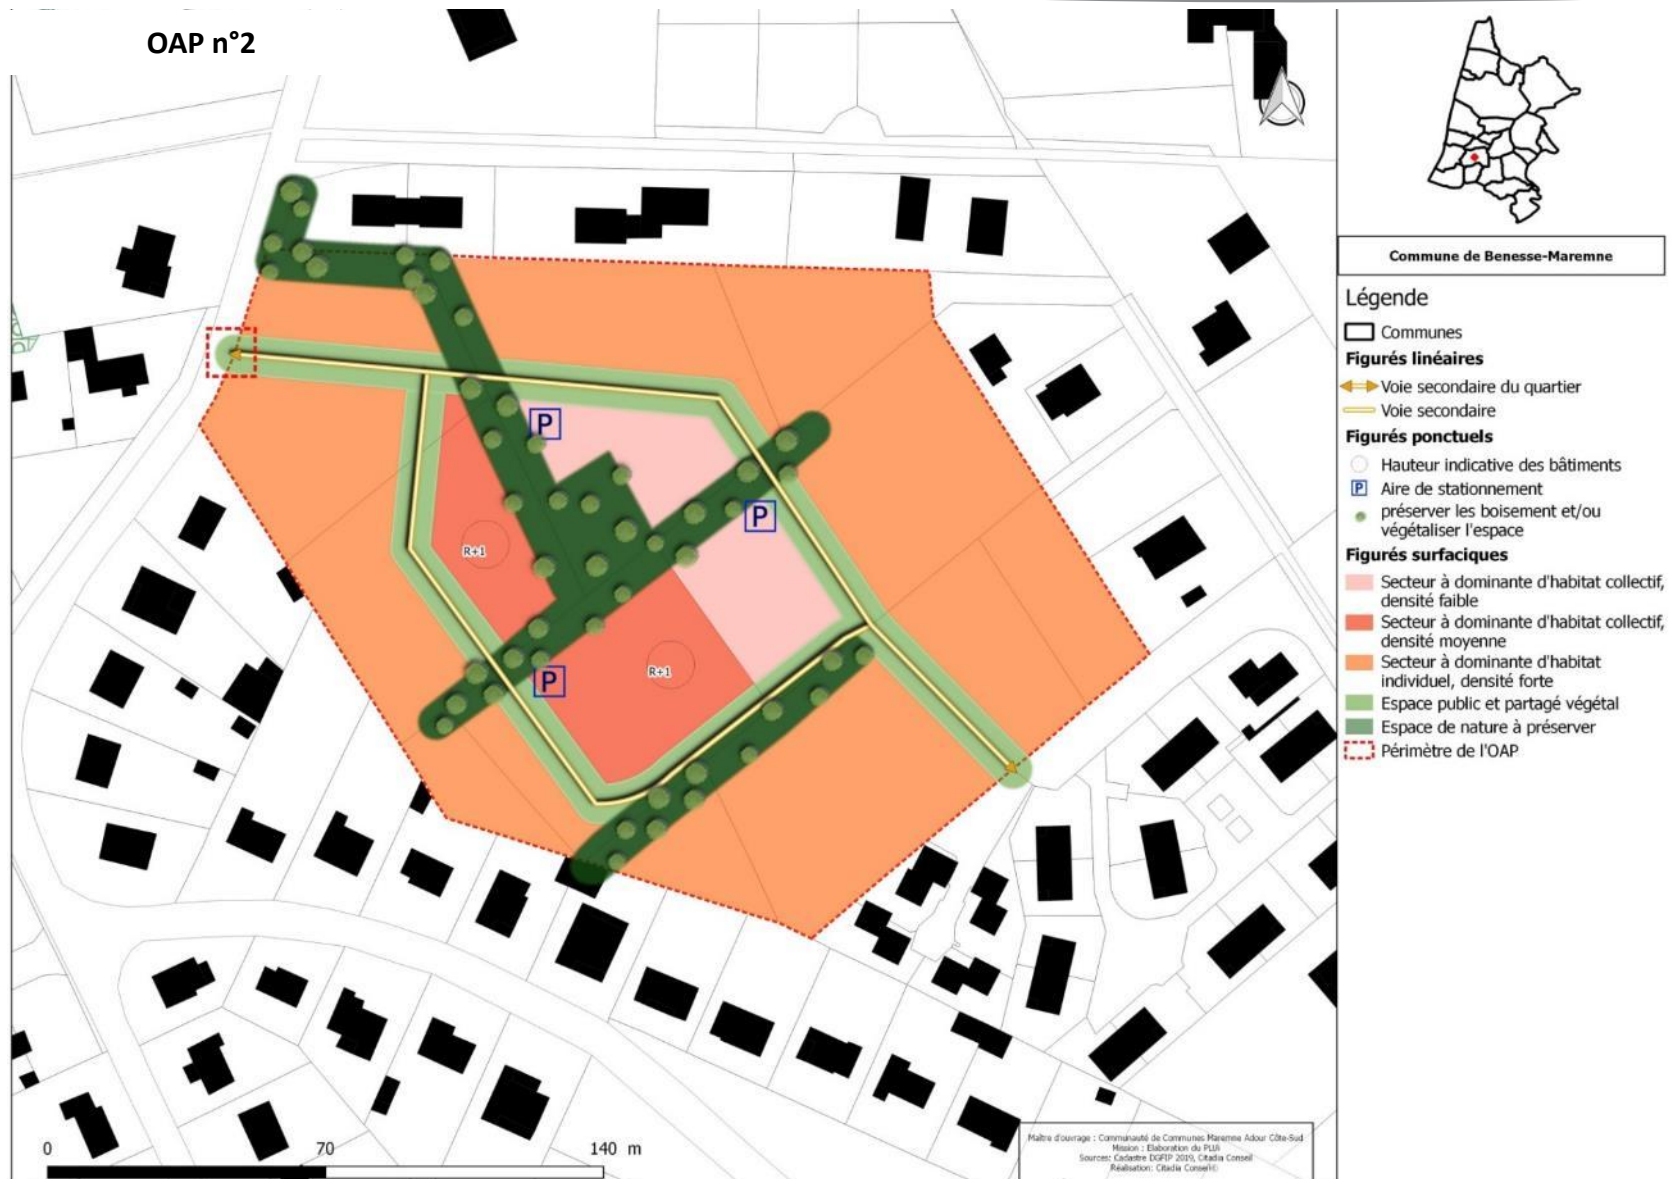 OAP n°2
P
P
R+1
R+1
P
0 70 140 m
Commune de Benesse-Maremne
Légende
Communes
Figurés linéaires
Voie secondaire du quartier
Voie secondaire
Figurés ponctuels
Hauteur indicative des bâtiments
P Aire de stationnement
préserver les boisement et/ou
végétaliser l'espace
Figurés surfaciques
Secteur à dominante d'habitat collectif,
densité faible
Secteur à dominante d'habitat collectif,
densité moyenne
Secteur à dominante d'habitat
individuel, densité forte
Espace public et partagé végétal
Espace de nature à préserver
Périmètre de l'OAP
Maître d'ouvrage : Communauté de Communes Maremne Adour Côte-Sud
Mission : Elaboration du PLUi
Sources: Cadastre DGFIP 2019, Citadia Conseil
Réalisation: Citadia Conseil©